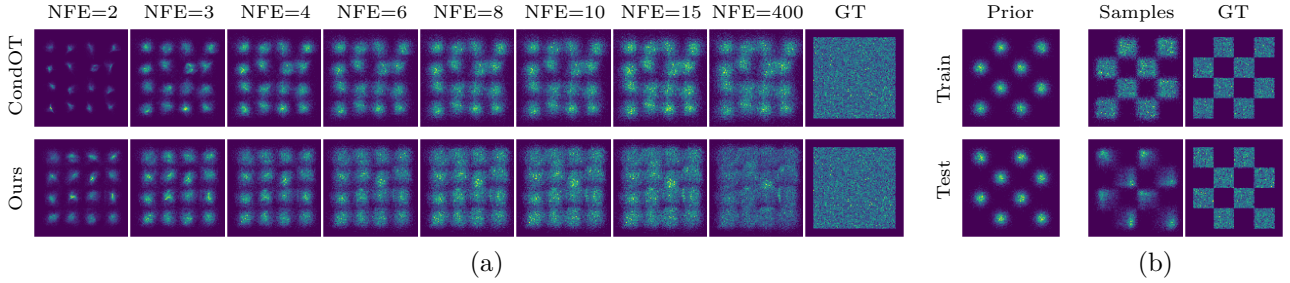 NFE=2 NFE=3 NFE=4 NFE=6 NFE=8 NFE=10 NFE=15 NFE=400 GT Prior Samples GT
CondOT
Train
Ours
Test
(a) (b)